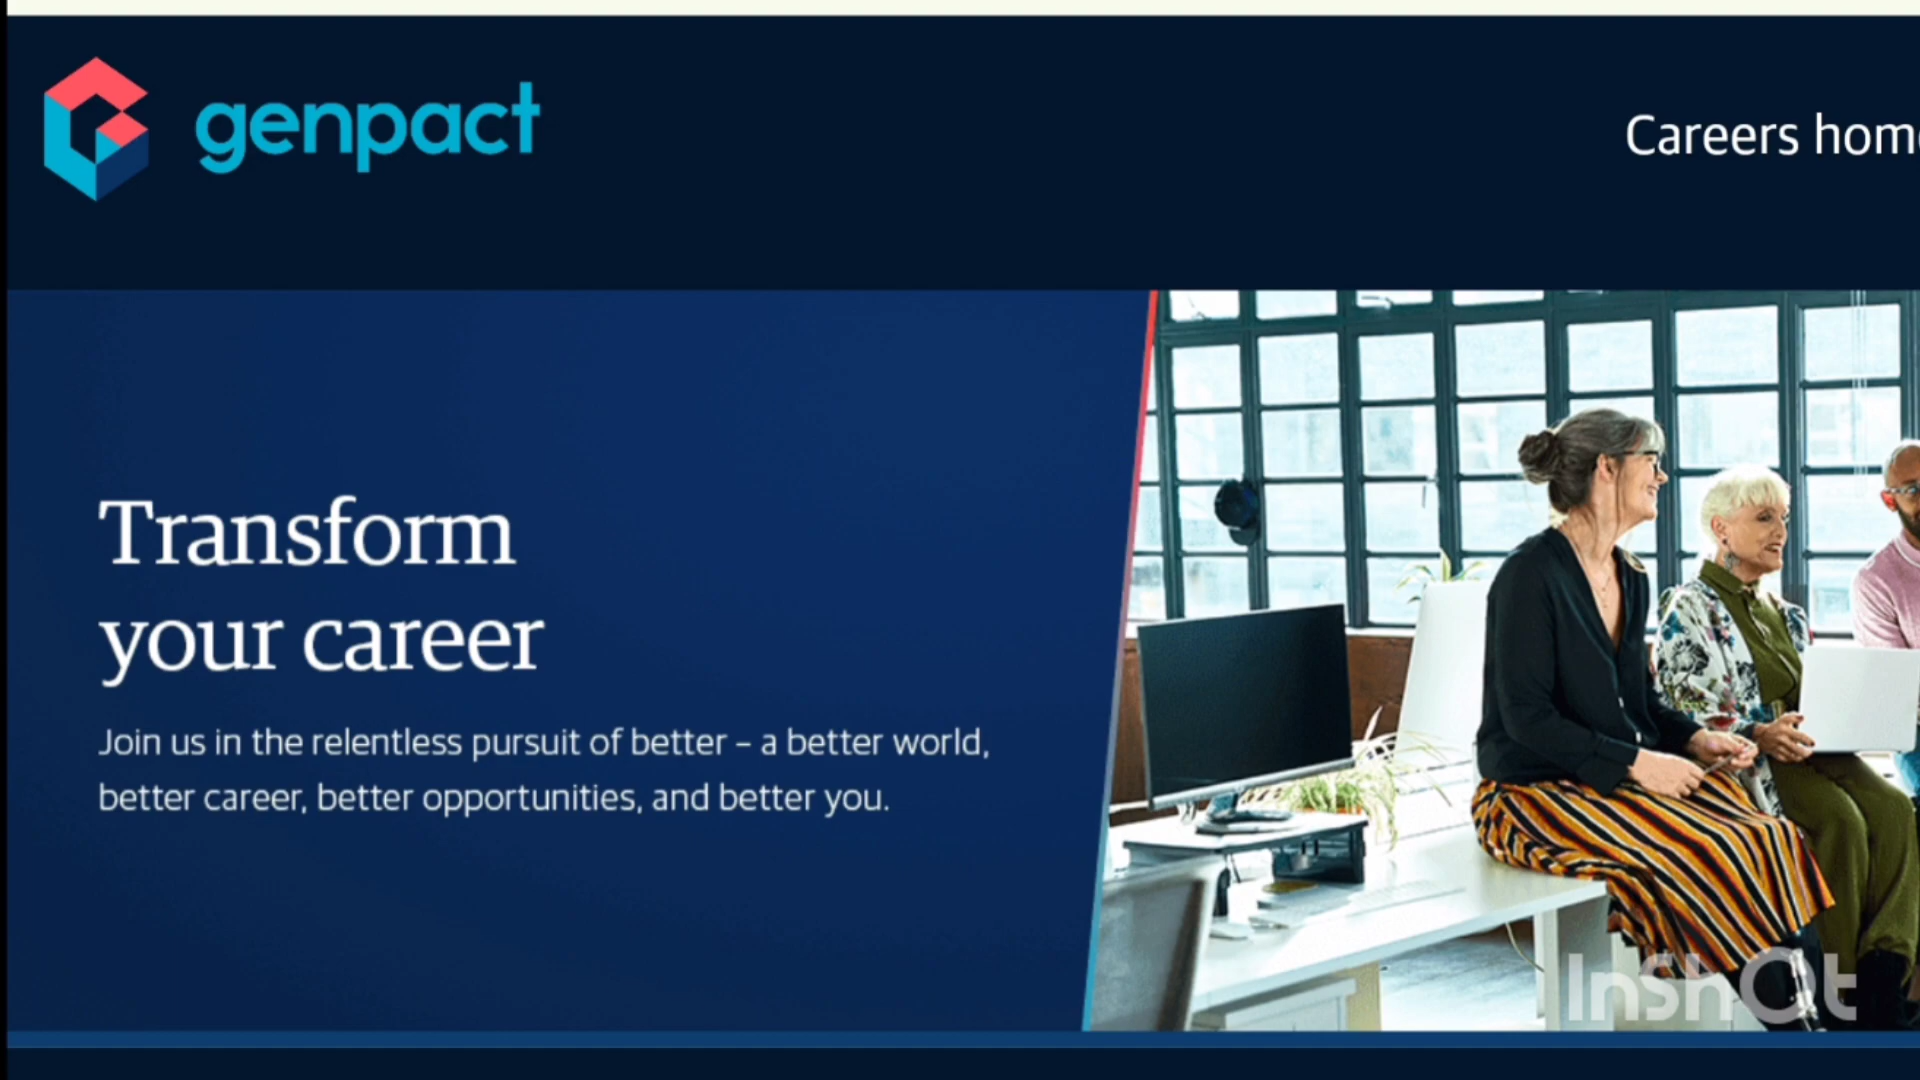 genpact
Careers hom
Transform
your career
Join us in the relentless pursuit of better – a better world,
better career, better opportunities, and better you.
InShOt